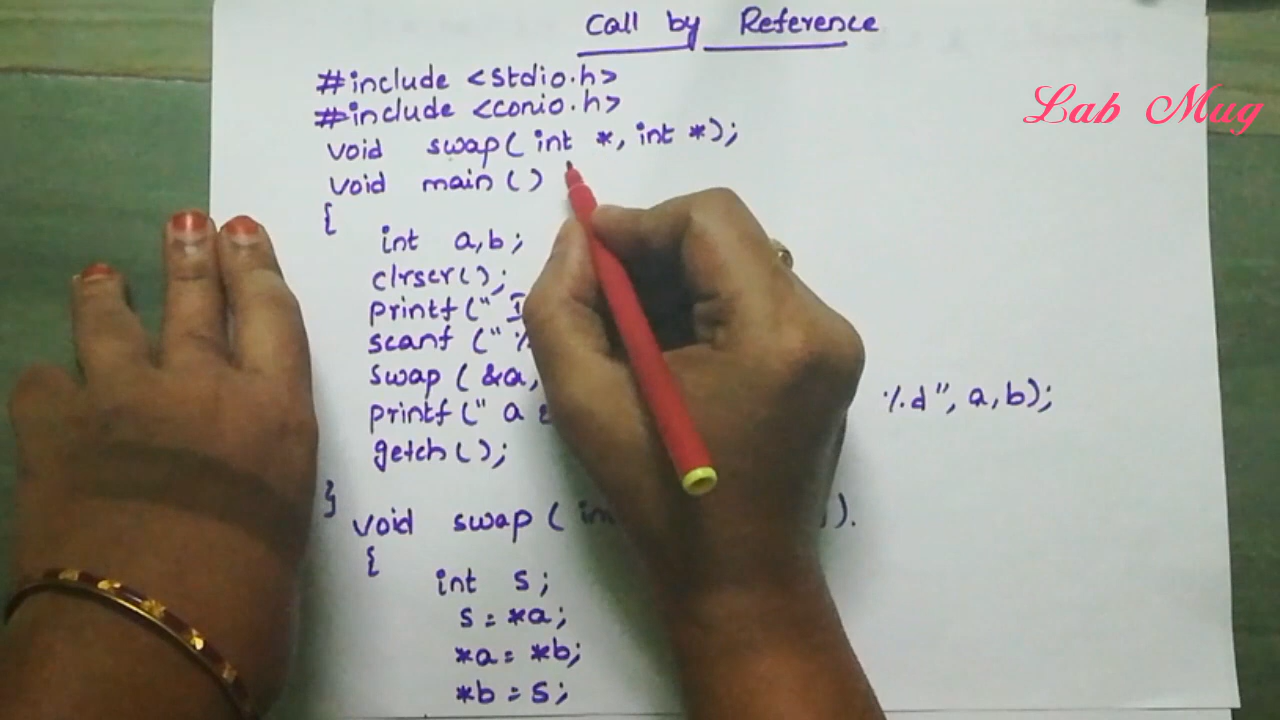 Call by Reference
Lab Mug
#include <stdio.h>
#include <conio.h>
void swap( int *, int *);
void main ()
{
int a,b;
clrscr();
printf("
scanf ("
swap ( &a,
printf(" a %d", a, b);
getch ();
}
void swap ( in ).
{
int s;
s = *a;
*a = *b;
*b = s;